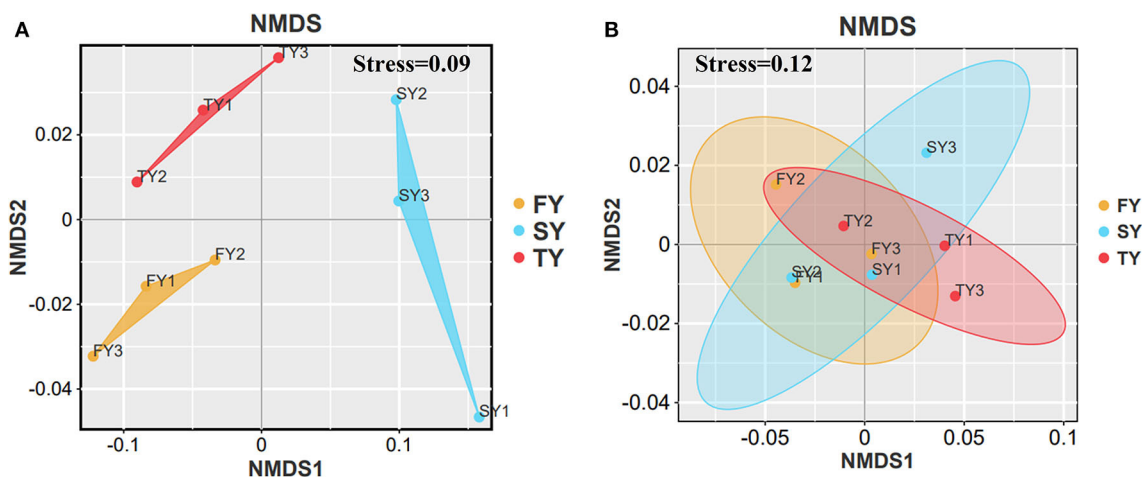 A
NMDS
Stress=0.09
TY3
SY2
TY1
0.02
TY2
SY3
0
FY2
FY1
-0.02
FY3
-0.04
SY1
-0.1
0
0.1
NMDS1
NMDS2
FY
SY
TY
B
NMDS
Stress=0.12
0.04
SY3
0.02
FY2
TY2
TY1
0
FY3
SY2
SY1
FY1
TY3
-0.02
-0.04
-0.05
0
0.05
0.1
NMDS1
NMDS2
FY
SY
TY